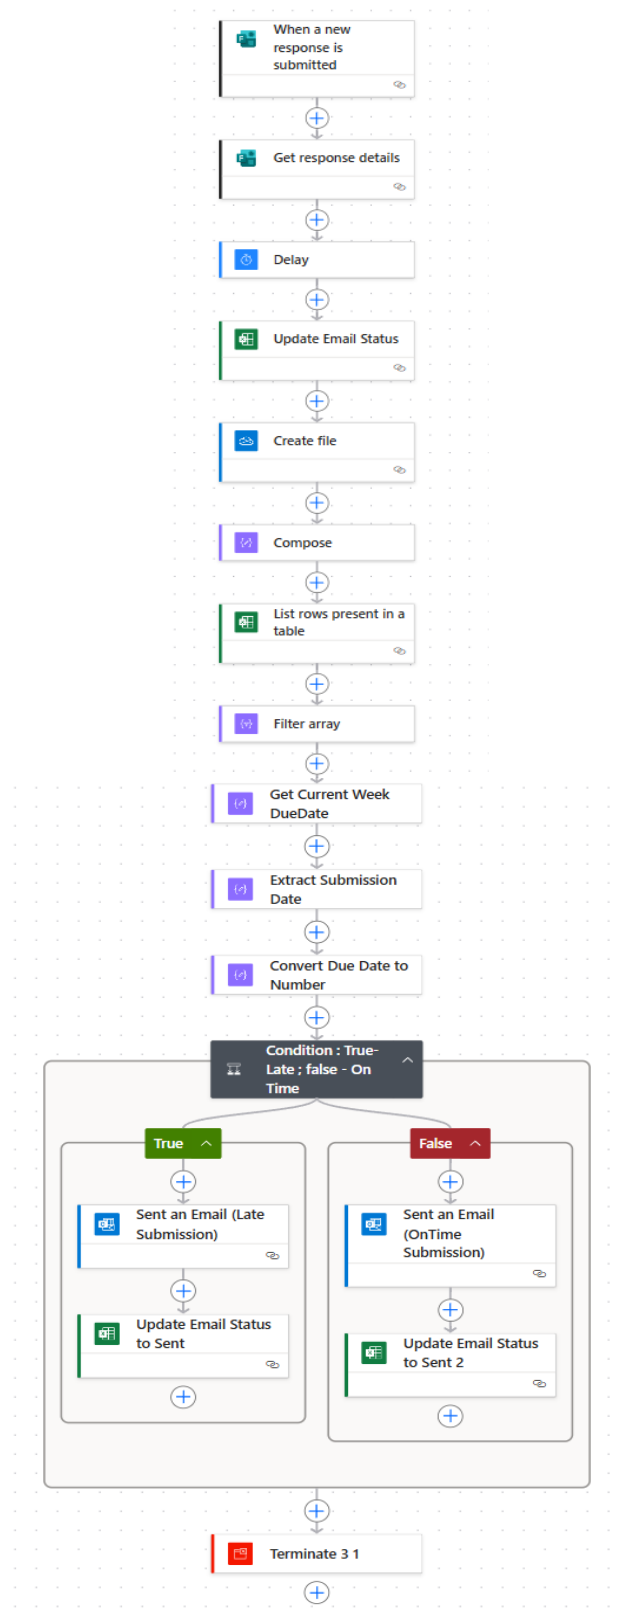 When a new
response is
submitted
Get response details
Delay
Update Email Status
Create file
Compose
List rows present in a
table
Filter array
Get Current Week
DueDate
Extract Submission
Date
Convert Due Date to
Number
Condition : True-
Late ; false - On
Time
True
False
Sent an Email (Late
Submission)
Update Email Status
to Sent
Sent an Email
(OnTime
Submission)
Update Email Status
to Sent 2
Terminate 3 1